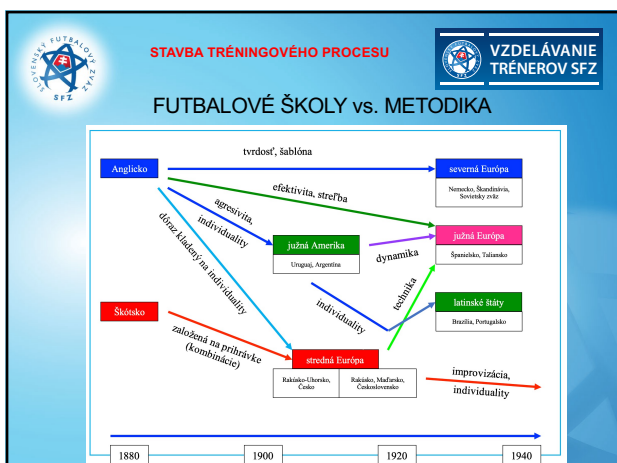 SLOVENSKÝ FUTBALOVÝ ZVÄZ
SFZ
STAVBA TRÉNINGOVÉHO PROCESU
VZDELÁVANIE
TRÉNEROV SFZ
FUTBALOVÉ ŠKOLY vs. METODIKA
tvrdosť, šablóna
Anglicko
severná Európa
Nemecko, Škandinávia,
Sovietsky zväz
efektivita, streľba
agresivita,
individuality
dôraz kladený na individuality
južná Amerika
Uruguaj, Argentína
dynamika
južná Európa
Španielsko, Taliansko
technika
individuality
latinské štáty
Brazília, Portugalsko
Škótsko
založená na prihrávke
(kombinácie)
stredná Európa
Rakúsko-Uhorsko,
Česko
Rakúsko, Maďarsko,
Československo
improvizácia,
individuality
1880
1900
1920
1940